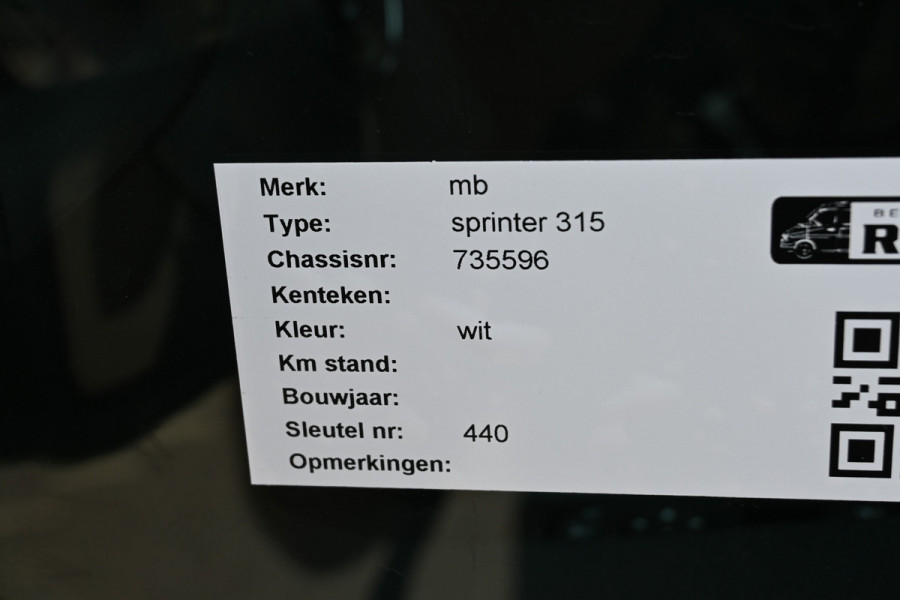 Merk: mb
Type: sprinter 315
Chassisnr: 735596
Kenteken:
Kleur: wit
Km stand:
Bouwjaar:
Sleutel nr: 440
Opmerkingen: